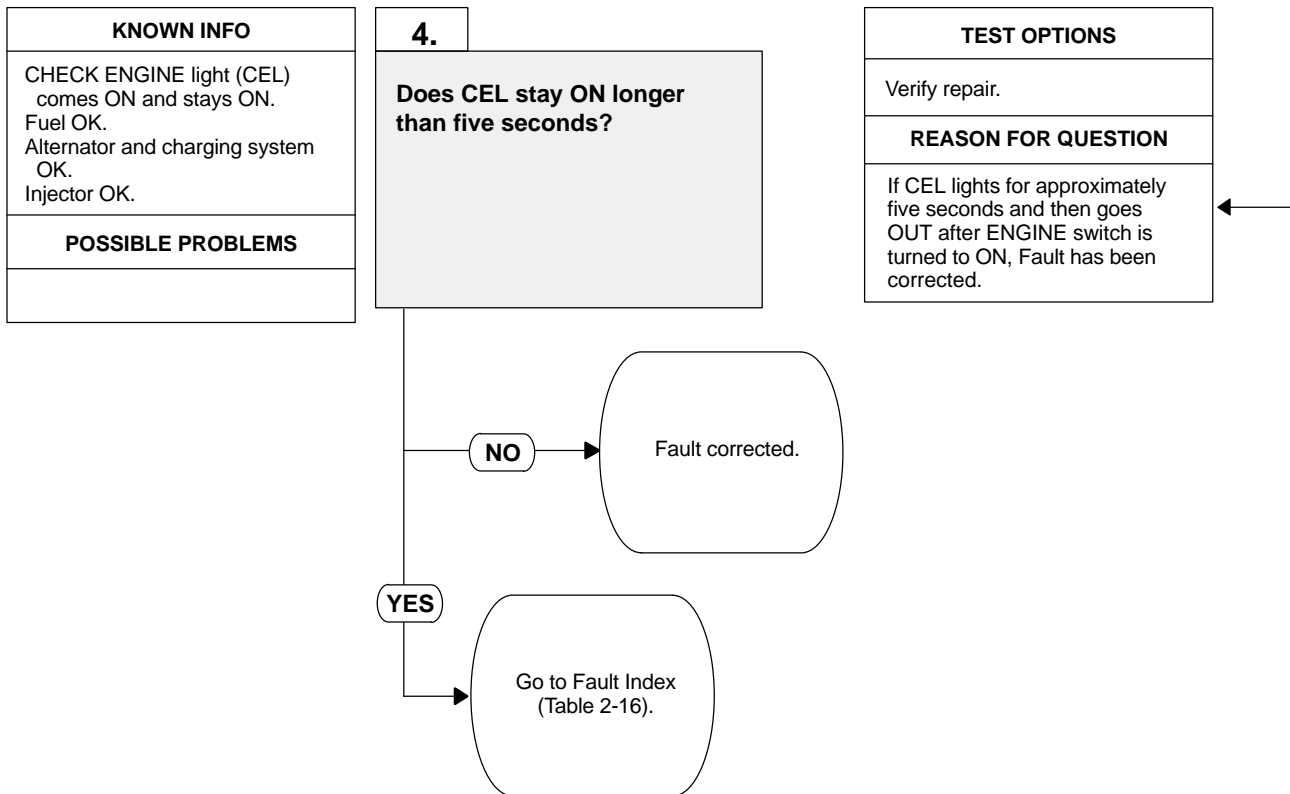 KNOWN INFO
CHECK ENGINE light (CEL)
comes ON and stays ON.
Fuel OK.
Alternator and charging system
OK.
Injector OK.
POSSIBLE PROBLEMS
4.
Does CEL stay ON longer
than five seconds?
TEST OPTIONS
Verify repair.
REASON FOR QUESTION
If CEL lights for approximately
five seconds and then goes
OUT after ENGINE switch is
turned to ON, Fault has been
corrected.
NO
Fault corrected.
YES
Go to Fault Index
(Table 2-16).